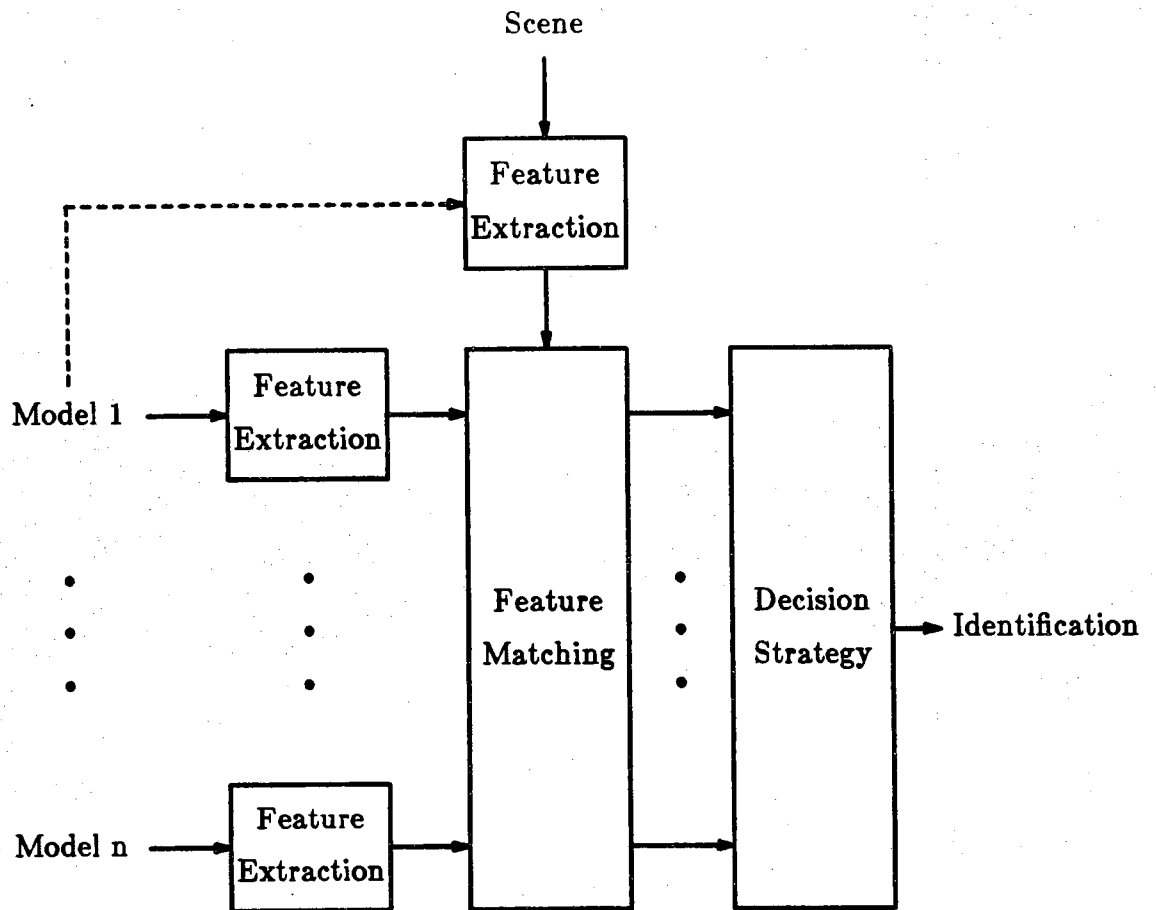 Scene
Feature
Extraction
Model 1
Feature
Extraction
Feature
Matching
Decision
Strategy
Identification
Model n
Feature
Extraction